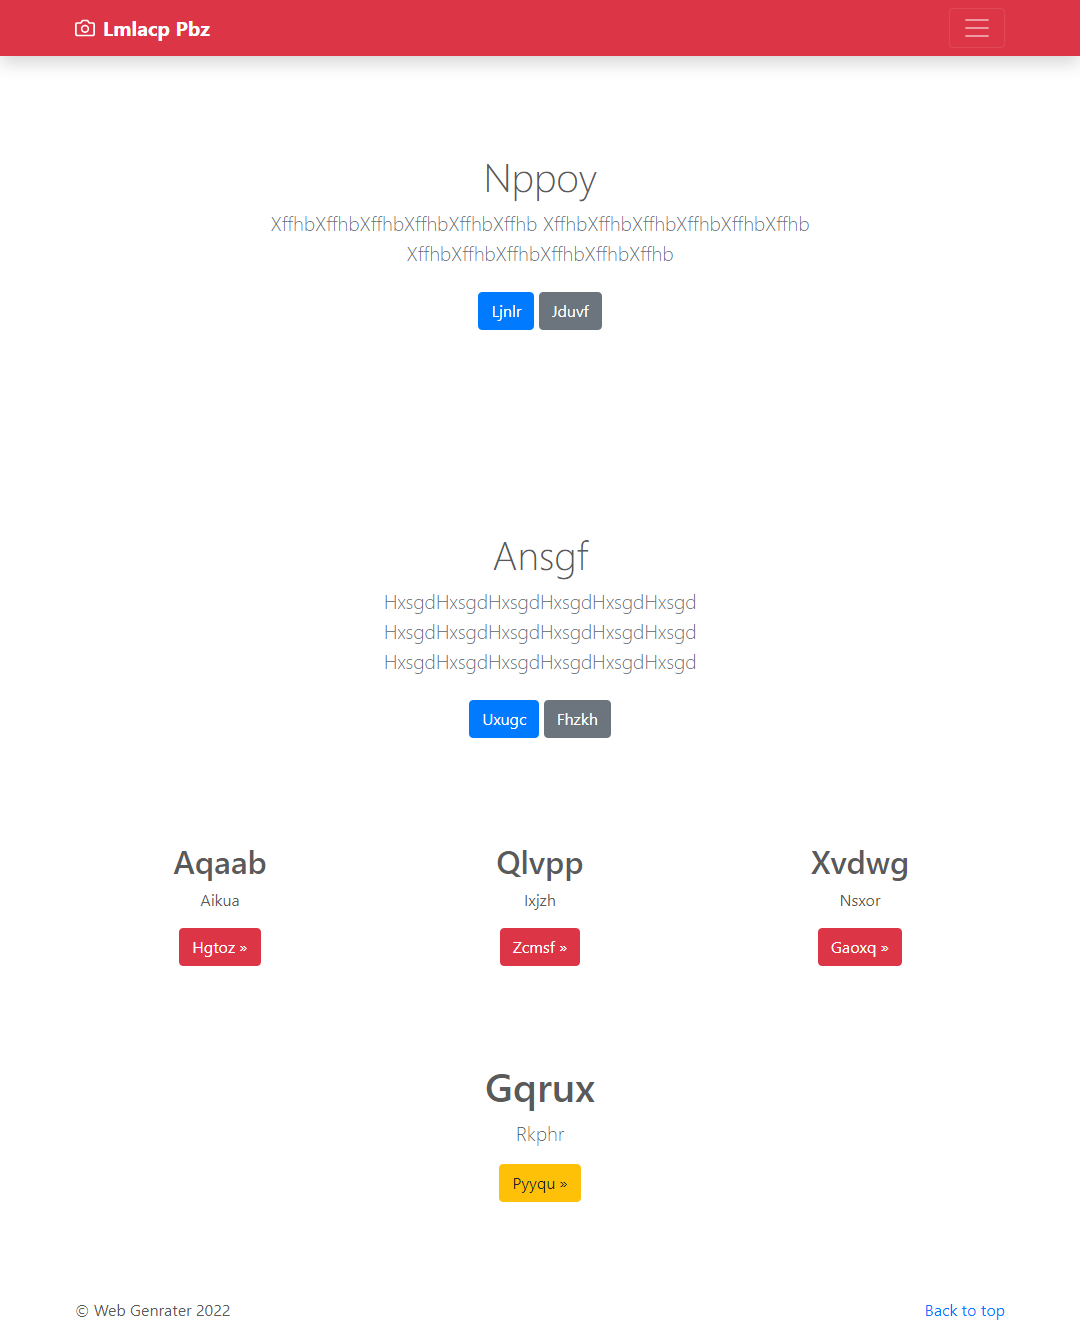 Lmlacp Pbz
Nppoy
XffhbXffhbXffhbXffhbXffhbXffhb XffhbXffhbXffhbXffhbXffhbXffhb
XffhbXffhbXffhbXffhbXffhbXffhb
Ljnlr Jduvf
Ansgf
HxsgdHxsgdHxsgdHxsgdHxsgdHxsgd
HxsgdHxsgdHxsgdHxsgdHxsgdHxsgd
HxsgdHxsgdHxsgdHxsgdHxsgdHxsgd
Uxugc Fhzkh
Aqaab
Aikua
Hgtoz »
Qlvpp
Ixjzh
Zcmsf »
Xvdwg
Nsxor
Gaoxq »
Gqrux
Rkphr
Pyyqu »
© Web Genrater 2022
Back to top